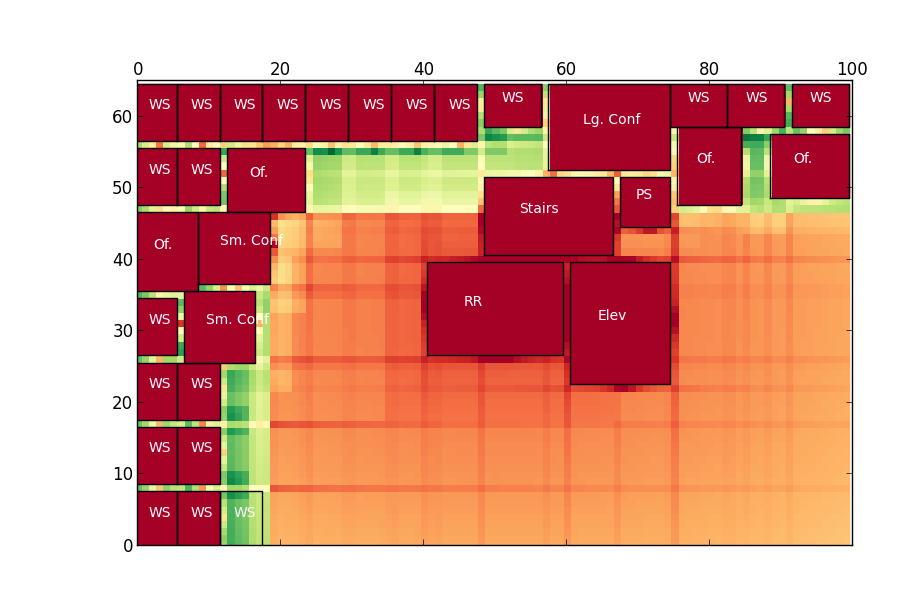 0 20 40 60 80 100
60 WS WS WS WS WS WS WS WS WS Lg. Conf WS WS WS
50 WS WS Of. Stairs PS Of. Of.
40 Of. Sm. Conf
30 WS Sm. Conf RR Elev
20 WS WS
10 WS WS
0 WS WS WS